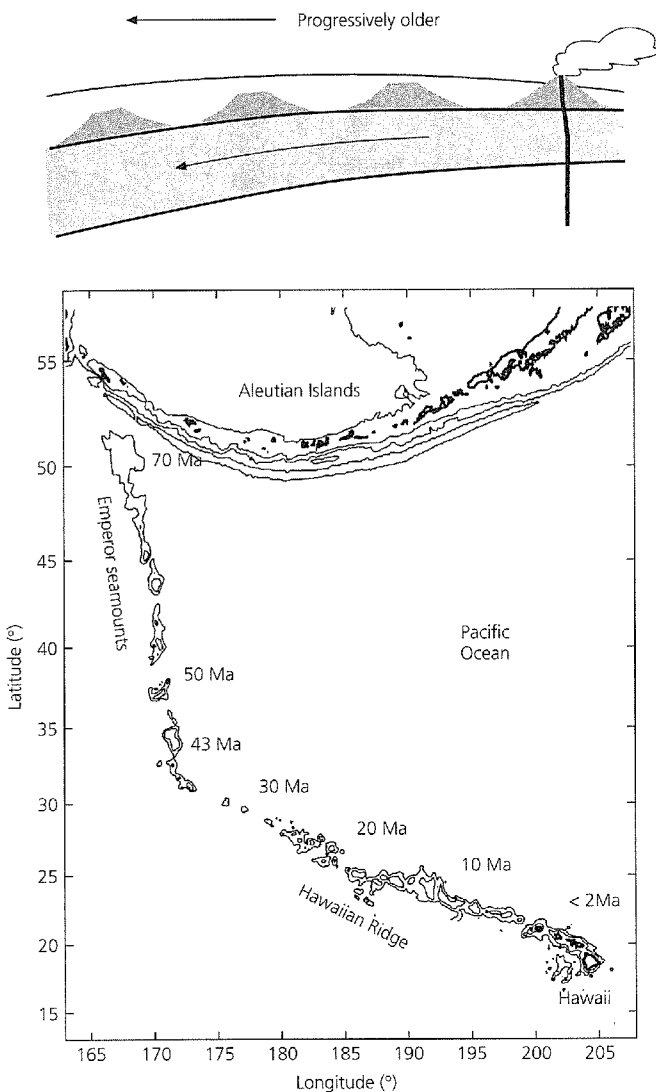 Progressively older
55
50
45
40
35
30
25
20
15
Latitude (°)
Aleutian Islands
70 Ma
Emperor seamounts
Pacific
Ocean
50 Ma
43 Ma
30 Ma
20 Ma
10 Ma
< 2Ma
Hawaiian Ridge
Hawaii
165 170 175 180 185 190 195 200 205
Longitude (°)